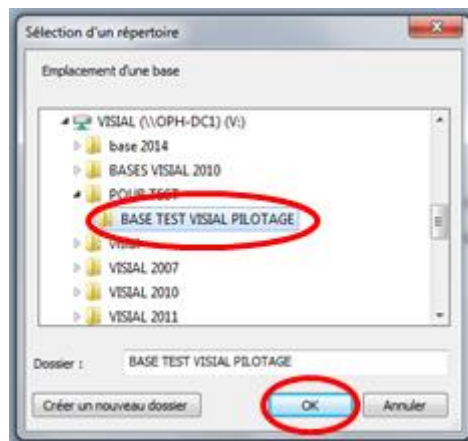 Sélection d'un répertoire
Emplacement d'une base
VISIAL (\\OPH-DC1) (V:)
base 2014
BASES VISIAL 2010
POUR TEST
BASE TEST VISIAL PILOTAGE
VISIAL 2007
VISIAL 2010
VISIAL 2011
Dossier : BASE TEST VISIAL PILOTAGE
Créer un nouveau dossier OK Annuler